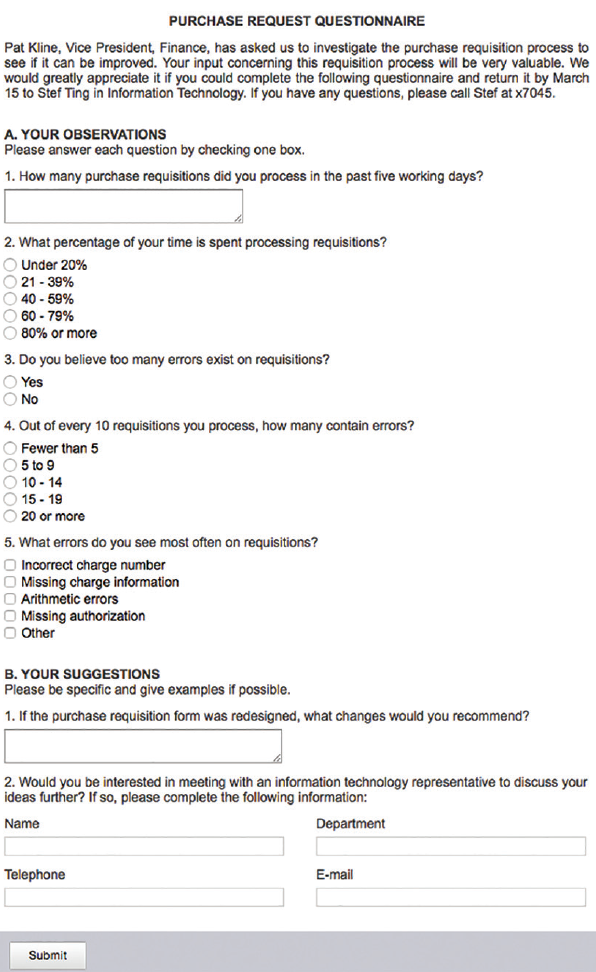 PURCHASE REQUEST QUESTIONNAIRE
Pat Kline, Vice President, Finance, has asked us to investigate the purchase requisition process to
see if it can be improved. Your input concerning this requisition process will be very valuable. We
would greatly appreciate it if you could complete the following questionnaire and return it by March
15 to Stef Ting in Information Technology. If you have any questions, please call Stef at x7045.
A. YOUR OBSERVATIONS
Please answer each question by checking one box.
1. How many purchase requisitions did you process in the past five working days?
2. What percentage of your time is spent processing requisitions?
Under 20%
21 - 39%
40 - 59%
60 - 79%
80% or more
3. Do you believe too many errors exist on requisitions?
Yes
No
4. Out of every 10 requisitions you process, how many contain errors?
Fewer than 5
5 to 9
10 - 14
15 - 19
20 or more
5. What errors do you see most often on requisitions?
Incorrect charge number
Missing charge information
Arithmetic errors
Missing authorization
Other
B. YOUR SUGGESTIONS
Please be specific and give examples if possible.
1. If the purchase requisition form was redesigned, what changes would you recommend?
2. Would you be interested in meeting with an information technology representative to discuss your
ideas further? If so, please complete the following information:
Name
Department
Telephone
E-mail
Submit